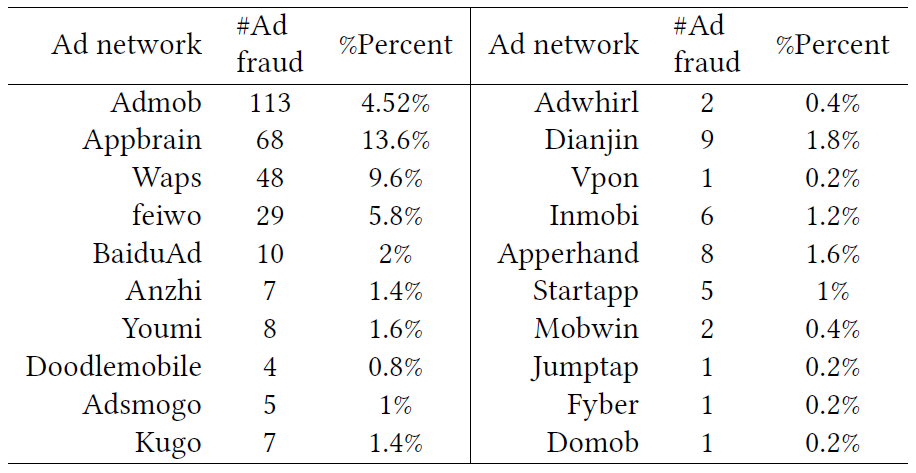 Ad network #Ad fraud %Percent Ad network #Ad fraud %Percent
Admob 113 4.52% Adwhirl 2 0.4%
Appbrain 68 13.6% Dianjin 9 1.8%
Waps 48 9.6% Vpon 1 0.2%
feiwo 29 5.8% Inmobi 6 1.2%
BaiduAd 10 2% Apperhand 8 1.6%
Anzhi 7 1.4% Startapp 5 1%
Youmi 8 1.6% Mobwin 2 0.4%
Doodlemobile 4 0.8% Jumptap 1 0.2%
Adsmogo 5 1% Fyber 1 0.2%
Kugo 7 1.4% Domob 1 0.2%